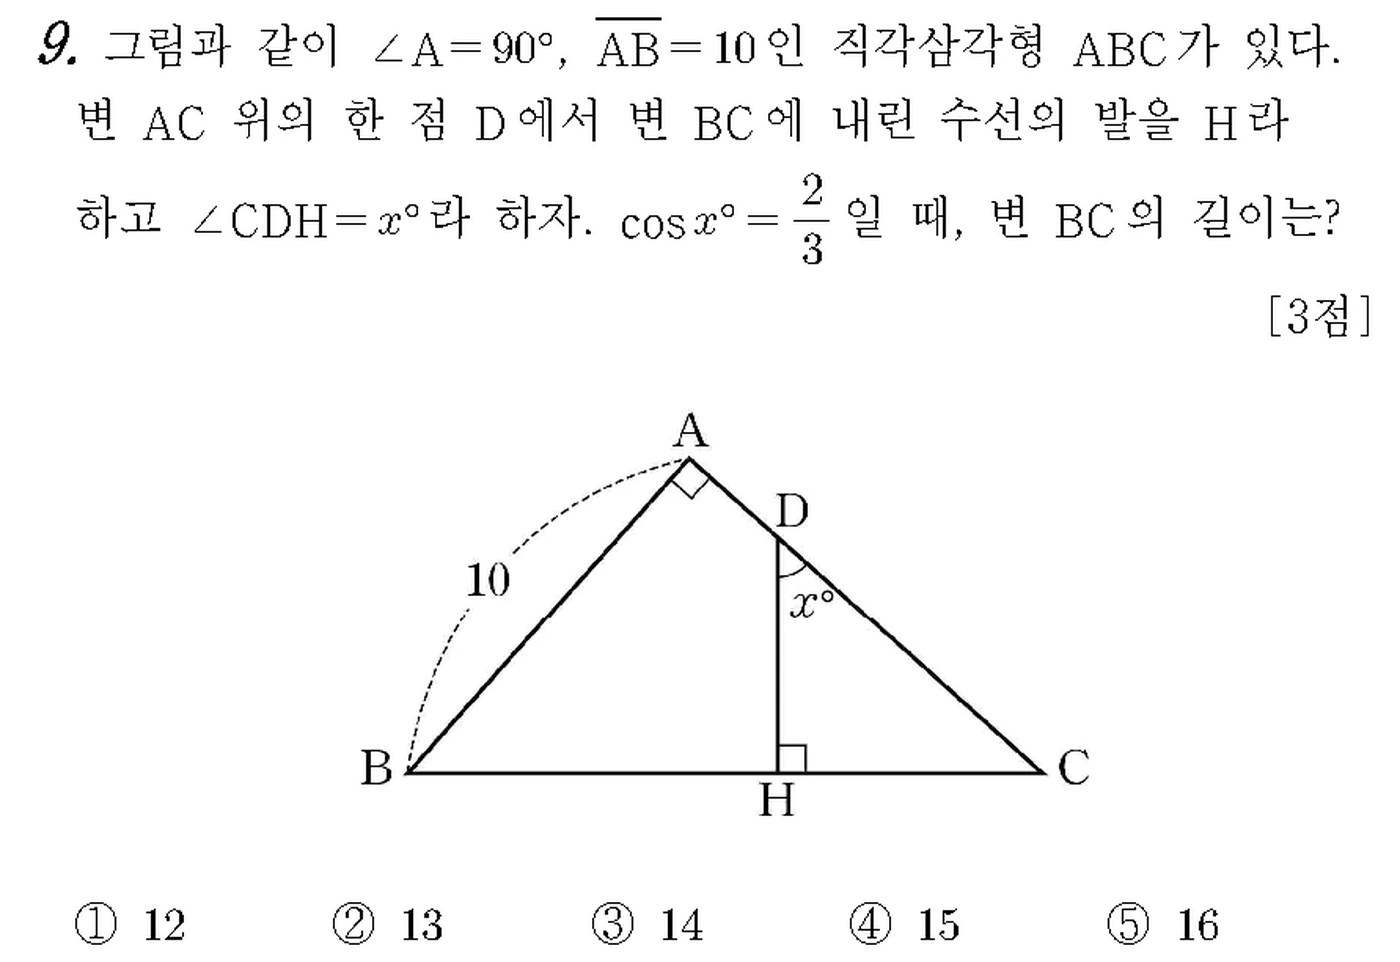 9. 그림과 같이 ∠A=90°, AB=10인 직각삼각형 ABC가 있다.
변 AC 위의 한 점 D에서 변 BC에 내린 수선의 발을 H라
하고 ∠CDH=x°라 하자. cos x°=2/3일 때, 변 BC의 길이는?
[3점]
A
D
10
x°
B
C
H
① 12 ② 13 ③ 14 ④ 15 ⑤ 16